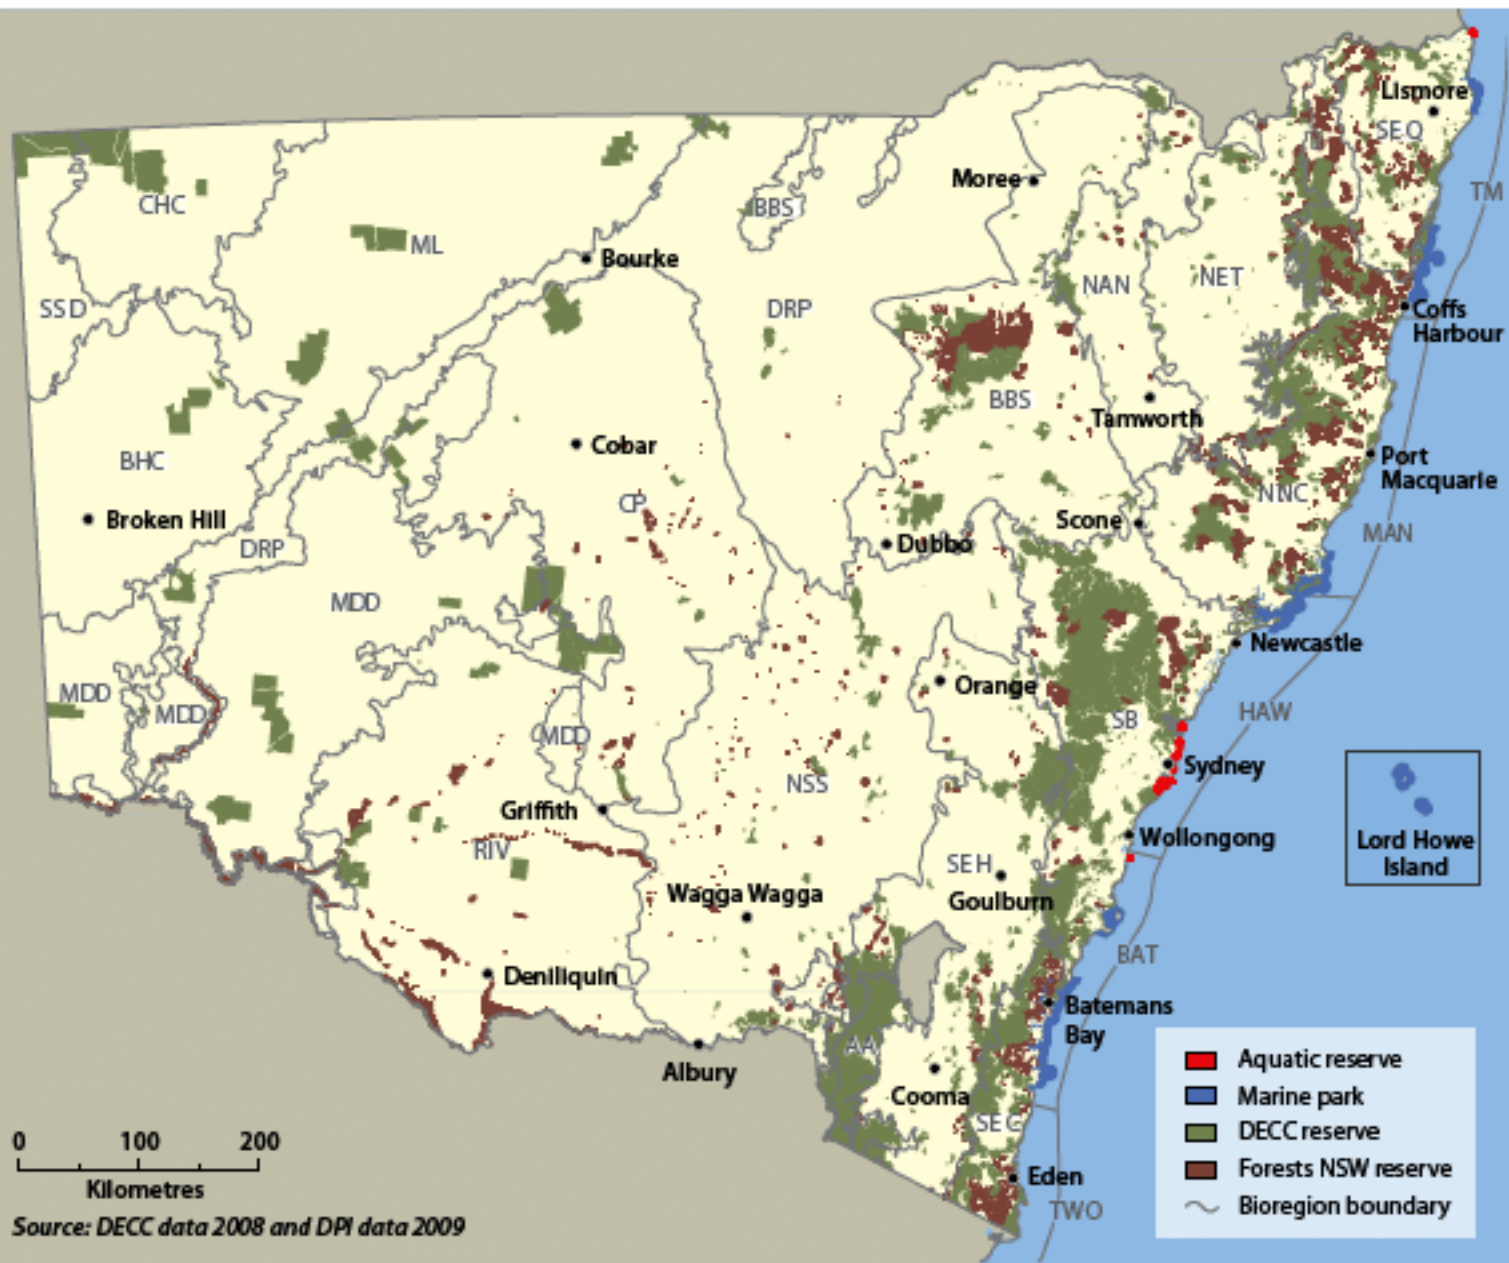 Lismore
SEQ
TM
Moree
CHC
BBS
ML
Bourke
NAN
NET
SSD
DRP
Coffs
Harbour
BBS
Tamworth
Cobar
BHC
Port
Macquarie
CP
NNC
Broken Hill
Scone
Dubbo
MAN
DRP
MDD
Newcastle
Orange
MDD
MDD
SB
HAW
MDD
Sydney
NSS
Griffith
Wollongong
Lord Howe
Island
RIV
SEH
Goulburn
Wagga Wagga
BAT
Deniliquin
Batemans
Bay
AA
Albury
Cooma
SEC
Eden
TWO
Aquatic reserve
Marine park
DECC reserve
Forests NSW reserve
Bioregion boundary
0 100 200
Kilometres
Source: DECC data 2008 and DPI data 2009